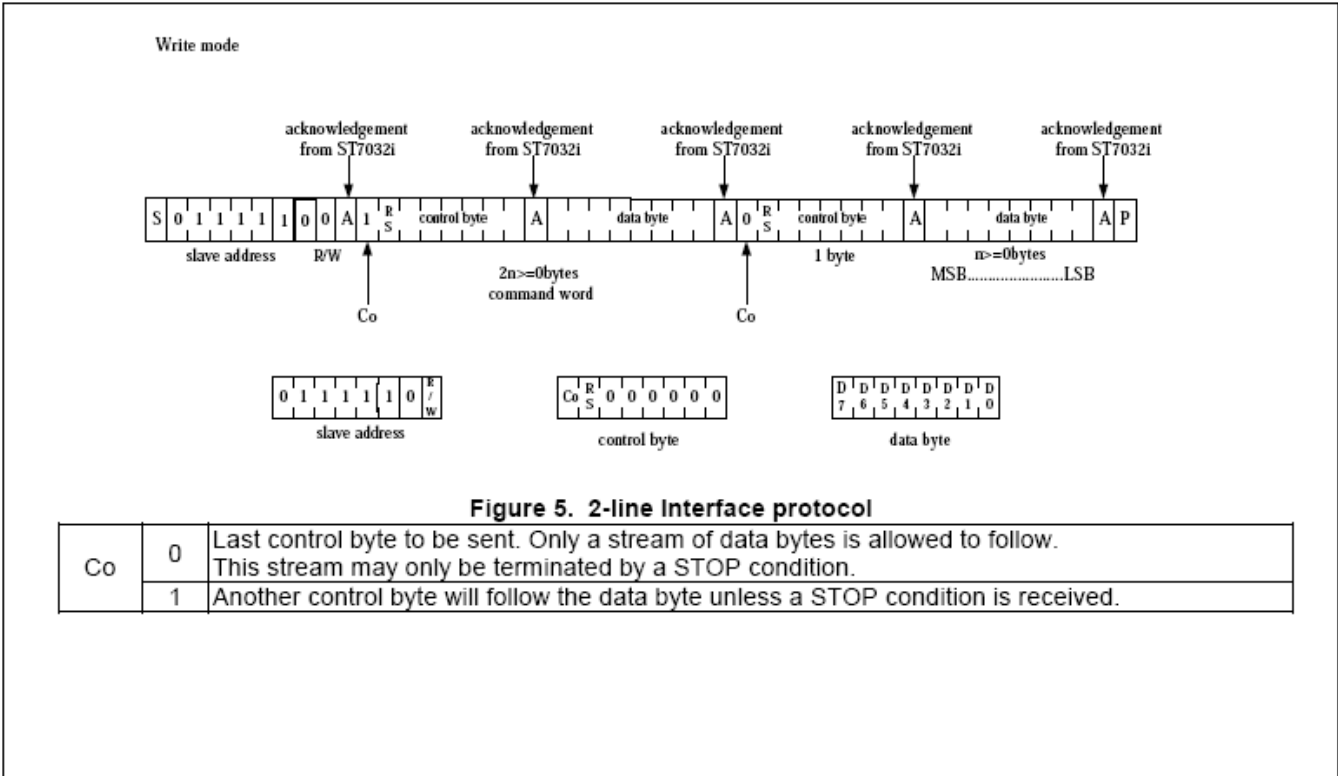 Write mode
acknowledgement acknowledgement acknowledgement acknowledgement acknowledgement
from ST7032i from ST7032i from ST7032i from ST7032i from ST7032i
S 0 1 1 1 1 1 0 0 A 1 RS control byte A data byte A 0 RS control byte A data byte A P
slave address R/W 1 byte n>=0bytes
2n>=0bytes MSB........................LSB
command word
Co Co
0 1 1 1 1 1 0 R/W Co RS 0 0 0 0 0 0 D7 D6 D5 D4 D3 D2 D1 D0
slave address control byte data byte
Figure 5. 2-line Interface protocol
Co 0 Last control byte to be sent. Only a stream of data bytes is allowed to follow.
This stream may only be terminated by a STOP condition.
1 Another control byte will follow the data byte unless a STOP condition is received.